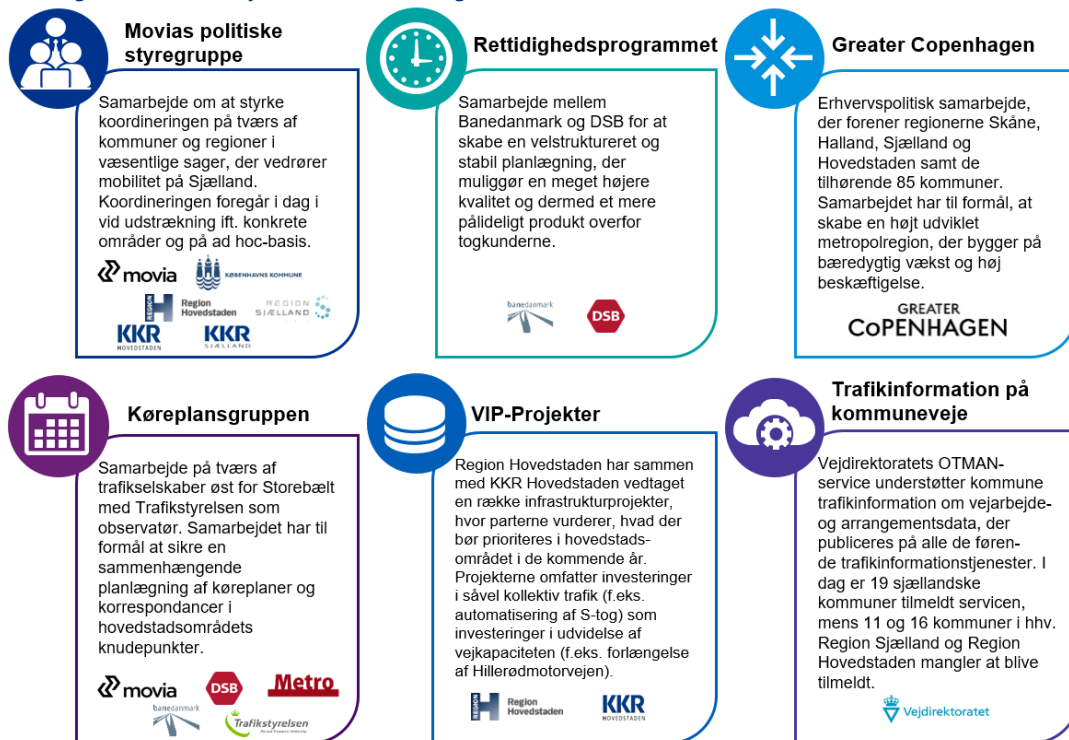 Movias politiske
styregruppe
Samarbejde om at styrke
koordineringen på tværs af
kommuner og regioner i
væsentlige sager, der vedrører
mobilitet på Sjælland.
Koordineringen foregår i dag i
vid udstrækning ift. konkrete
områder og på ad hoc-basis.
movia
KØBENHAVNS KOMMUNE
REGION
Region
Hovedstaden
REGION
SJÆLLAND
KKR
HOVEDSTADEN
KKR
SJÆLLAND
Rettidighedsprogrammet
Samarbejde mellem
Banedanmark og DSB for at
skabe en velstruktureret og
stabil planlægning, der
muliggør en meget højere
kvalitet og dermed et mere
pålideligt produkt overfor
togkunderne.
banedanmark
DSB
Greater Copenhagen
Erhvervspolitisk samarbejde,
der forener regionerne Skåne,
Halland, Sjælland og
Hovedstaden samt de
tilhørende 85 kommuner.
Samarbejdet har til formål, at
skabe en højt udviklet
metropolregion, der bygger på
bæredygtig vækst og høj
beskæftigelse.
GREATER
COPENHAGEN
Køreplansgruppen
Samarbejde på tværs af
trafikselskaber øst for Storebælt
med Trafikstyrelsen som
observatør. Samarbejdet har til
formål at sikre en
sammenhængende
planlægning af køreplaner og
korrespondancer i
hovedstadsområdets
knudepunkter.
movia
DSB
Metro
banedanmark
Trafikstyrelsen
VIP-Projekter
Region Hovedstaden har sammen
med KKR Hovedstaden vedtaget
en række infrastrukturprojekter,
hvor parterne vurderer, hvad der
bør prioriteres i hovedstads-
området i de kommende år.
Projekterne omfatter investeringer
i såvel kollektiv trafik (f.eks.
automatisering af S-tog) som
investeringer i udvidelse af
vejkapaciteten (f.eks. forlængelse
af Hillerødmotorvejen).
REGION
Region
Hovedstaden
KKR
HOVEDSTADEN
Trafikinformation på
kommuneveje
Vejdirektoratets OTMAN-
service understøtter kommune
trafikinformation om vejarbejde-
og arrangementsdata, der
publiceres på alle de føren-
de trafikinformationstjenester. I
dag er 19 sjællandske
kommuner tilmeldt servicen,
mens 11 og 16 kommuner i hhv.
Region Sjælland og Region
Hovedstaden mangler at blive
tilmeldt.
Vejdirektoratet